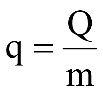 q = Q/m